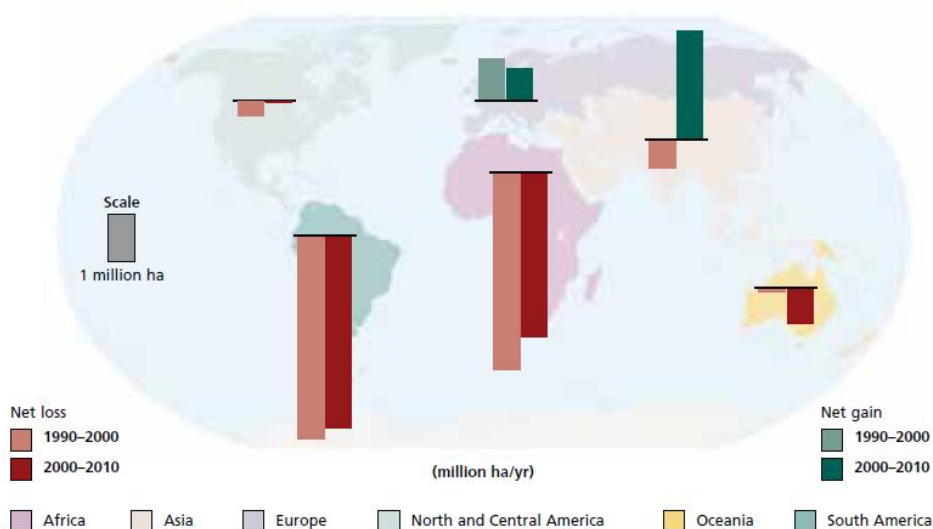 Scale
1 million ha
Net loss
1990–2000
2000–2010
(million ha/yr)
Net gain
1990–2000
2000–2010
Africa
Asia
Europe
North and Central America
Oceania
South America